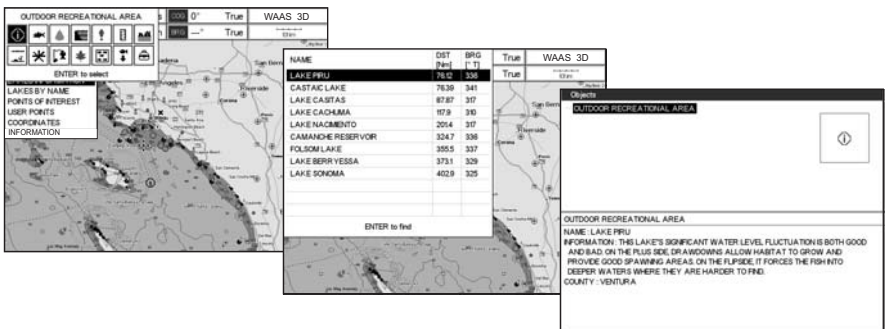 OUTDOOR RECREATIONAL AREA
COG 0° True WAAS 3D
BRG ---° True
ENTER to select
LAKES BY NAME
POINTS OF INTEREST
USER POINTS
COORDINATES
INFORMATION
NAME DST [Nm] BRG [° T]
LAKE PIRU 76.12 336
CASTAIC LAKE 76.39 341
LAKE CASITAS 87.87 317
LAKE CACHUMA 117.9 310
LAKE NACIMIENTO 201.4 317
CAMANCHE RESERVOIR 324.7 336
FOLSOM LAKE 355.5 337
LAKE BERRYESSA 373.1 329
LAKE SONOMA 402.9 325
ENTER to find
True WAAS 3D
True
Objects
OUTDOOR RECREATIONAL AREA
OUTDOOR RECREATIONAL AREA
NAME : LAKE PIRU
INFORMATION : THIS LAKE"S SIGNIFICANT WATER LEVEL FLUCTUATION IS BOTH GOOD
AND BAD. ON THE PLUS SIDE, DRAWDOWNS ALLOW HABITAT TO GROW AND
PROVIDE GOOD SPAWNING AREAS. ON THE FLIPSIDE, IT FORCES THE FISH INTO
DEEPER WATERS WHERE THEY ARE HARDER TO FIND.
COUNTY : VENTURA